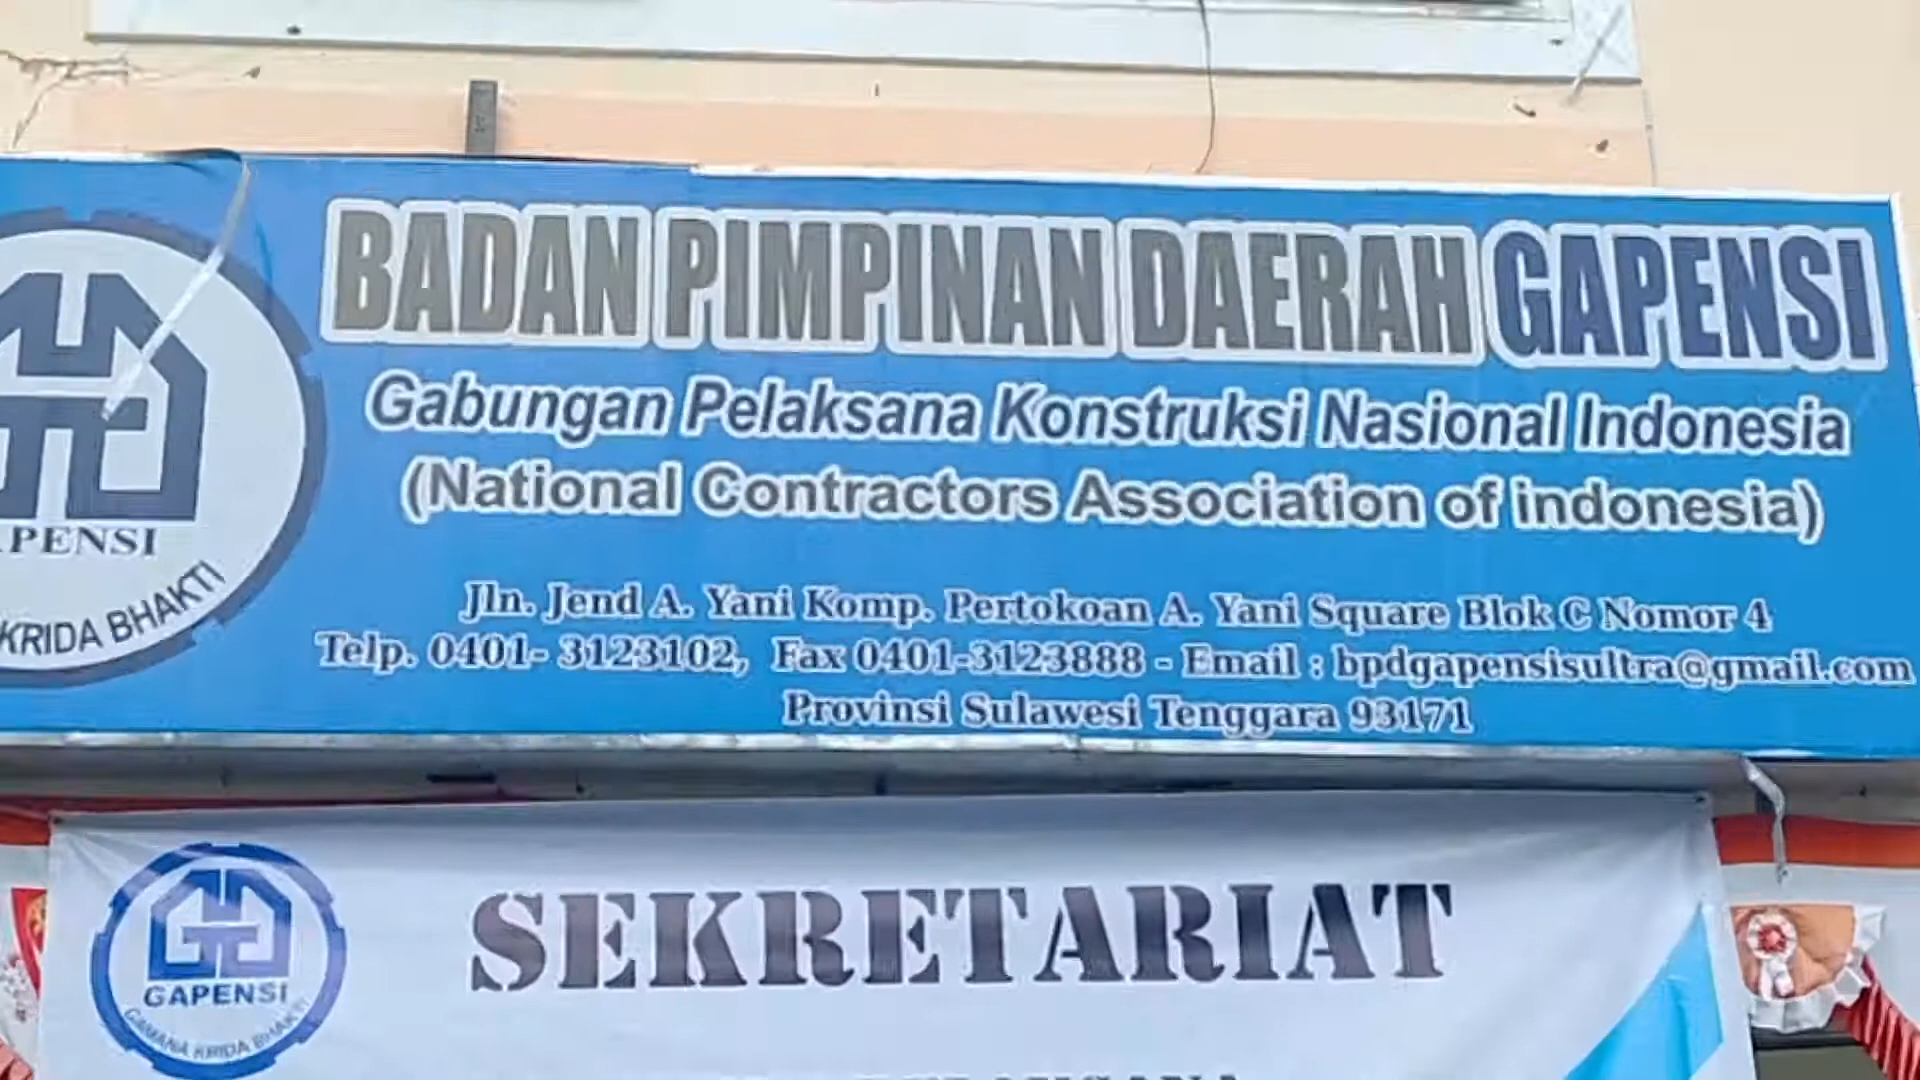 BADAN PIMPINAN DAERAH GAPENSI
Gabungan Pelaksana Konstruksi Nasional Indonesia
(National Contractors Association of indonesia)
Jln. Jend A. Yani Komp. Pertokoan A. Yani Square Blok C Nomor 4
Telp. 0401- 3123102, Fax 0401-3123888 - Email : bpdgapensisultra@gmail.com
Provinsi Sulawesi Tenggara 93171
APENSI
KRIDA BHAKTI
SEKRETARIAT
GAPENSI
KRIDA BHAKTI